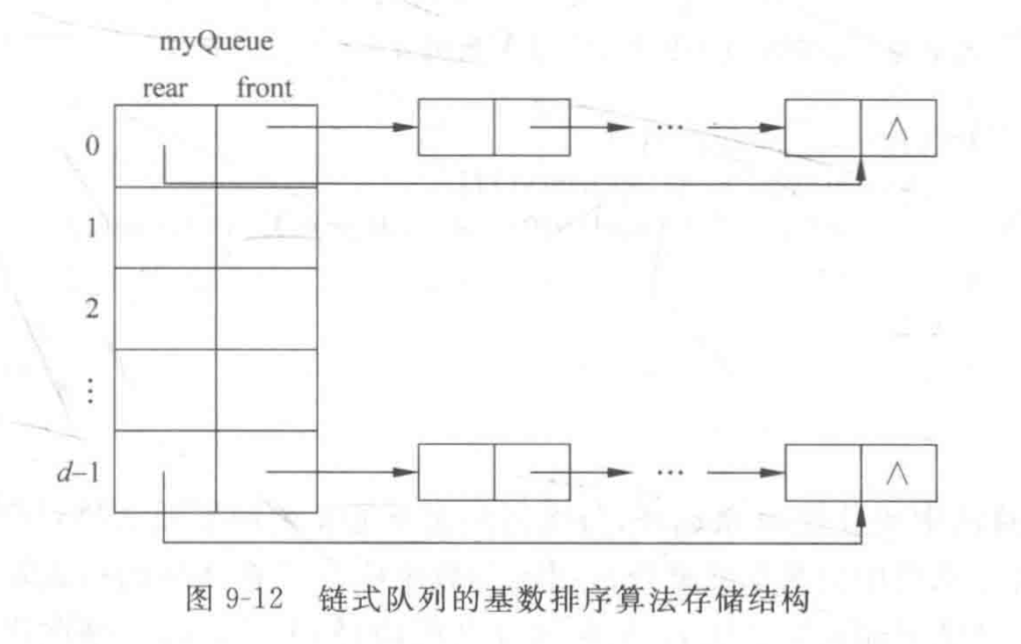 myQueue
rear front
0 … ∧
1
2
⋮
d–1 … ∧
图 9-12 链式队列的基数排序算法存储结构